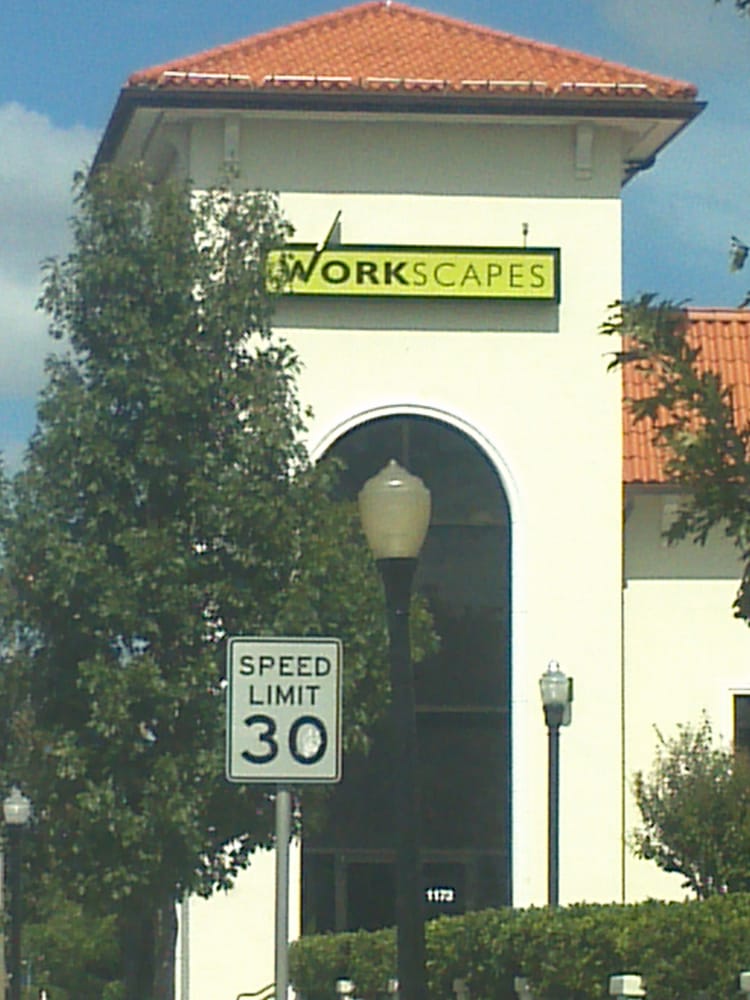 WORKSCAPES
SPEED
LIMIT
30
1173